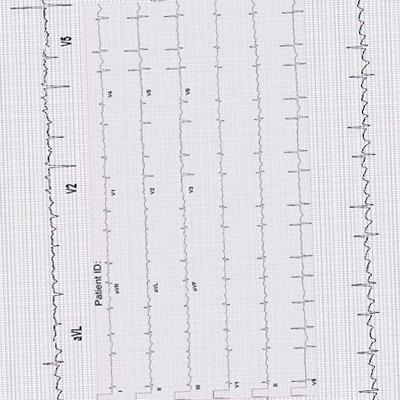 aVL V2 V5
Patient ID:
I aVR V1 V4
II aVL V2 V5
III aVF V3 V6
V1
II
V5